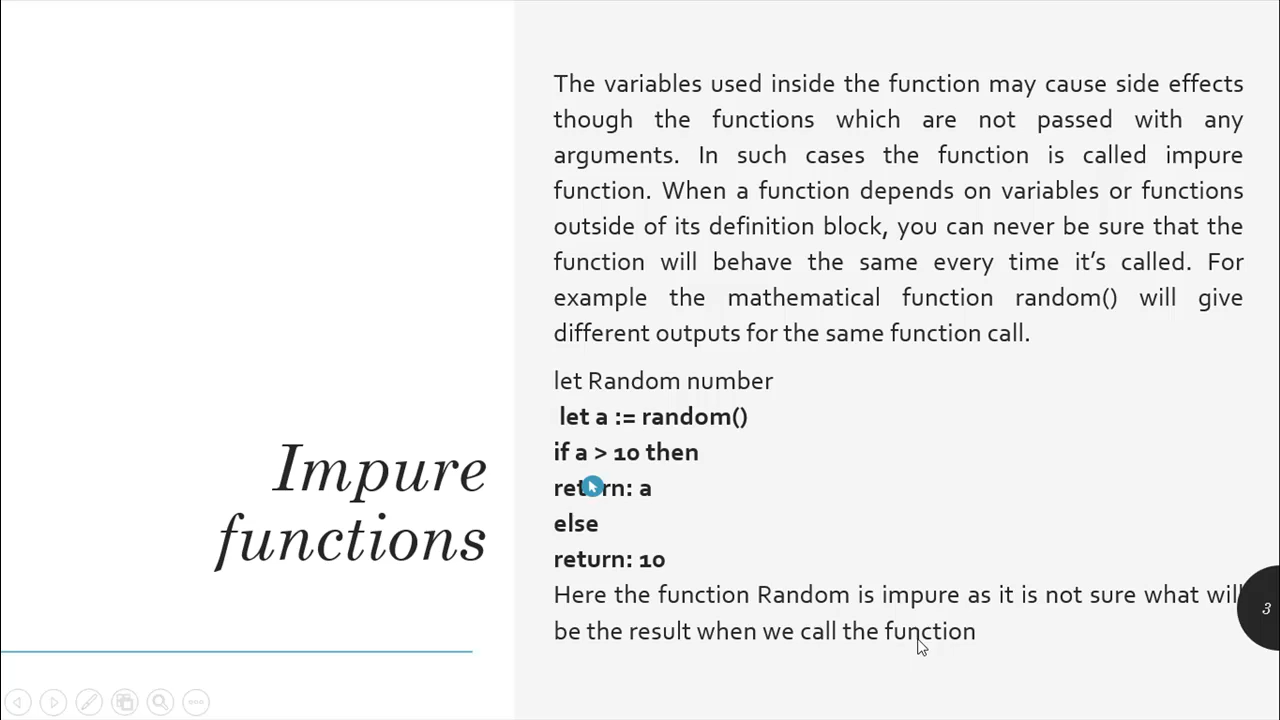 Impure
functions
The variables used inside the function may cause side effects
though the functions which are not passed with any
arguments. In such cases the function is called impure
function. When a function depends on variables or functions
outside of its definition block, you can never be sure that the
function will behave the same every time it's called. For
example the mathematical function random() will give
different outputs for the same function call.
let Random number
let a := random()
if a > 10 then
return: a
else
return: 10
Here the function Random is impure as it is not sure what will
be the result when we call the function
3